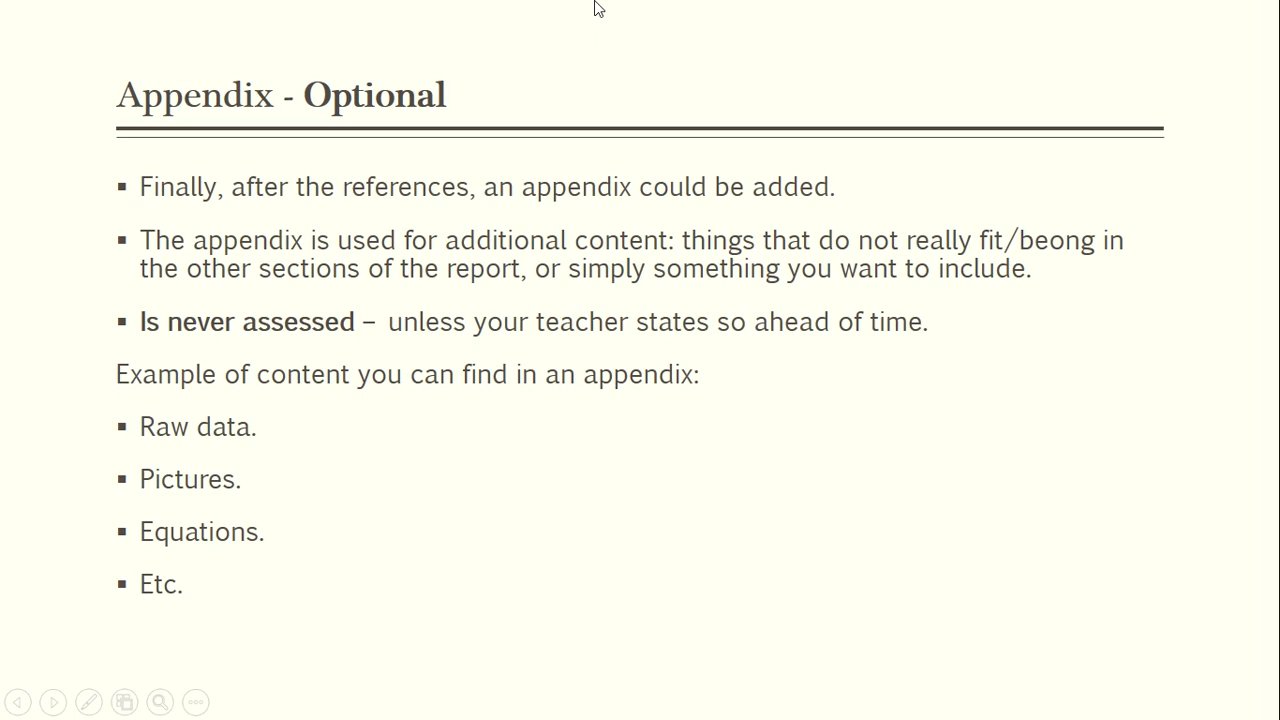 Appendix - Optional
▪ Finally, after the references, an appendix could be added.
▪ The appendix is used for additional content: things that do not really fit/beong in
the other sections of the report, or simply something you want to include.
▪ Is never assessed – unless your teacher states so ahead of time.
Example of content you can find in an appendix:
▪ Raw data.
▪ Pictures.
▪ Equations.
▪ Etc.